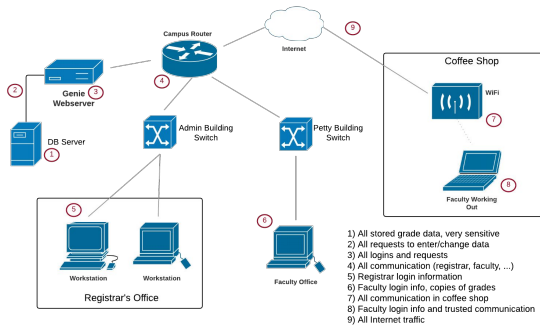 Campus Router
Internet
9
Coffee Shop
2
Genie
Webserver
3
4
WiFi
7
DB Server
1
Admin Building
Switch
Petty Building
Switch
Faculty Working
Out
8
5
Workstation
Workstation
Registrar's Office
6
Faculty Office
1) All stored grade data, very sensitive
2) All requests to enter/change data
3) All logins and requests
4) All communication (registrar, faculty, ...)
5) Registrar login information
6) Faculty login info, copies of grades
7) All communication in coffee shop
8) Faculty login info and trusted communication
9) All Internet traffic